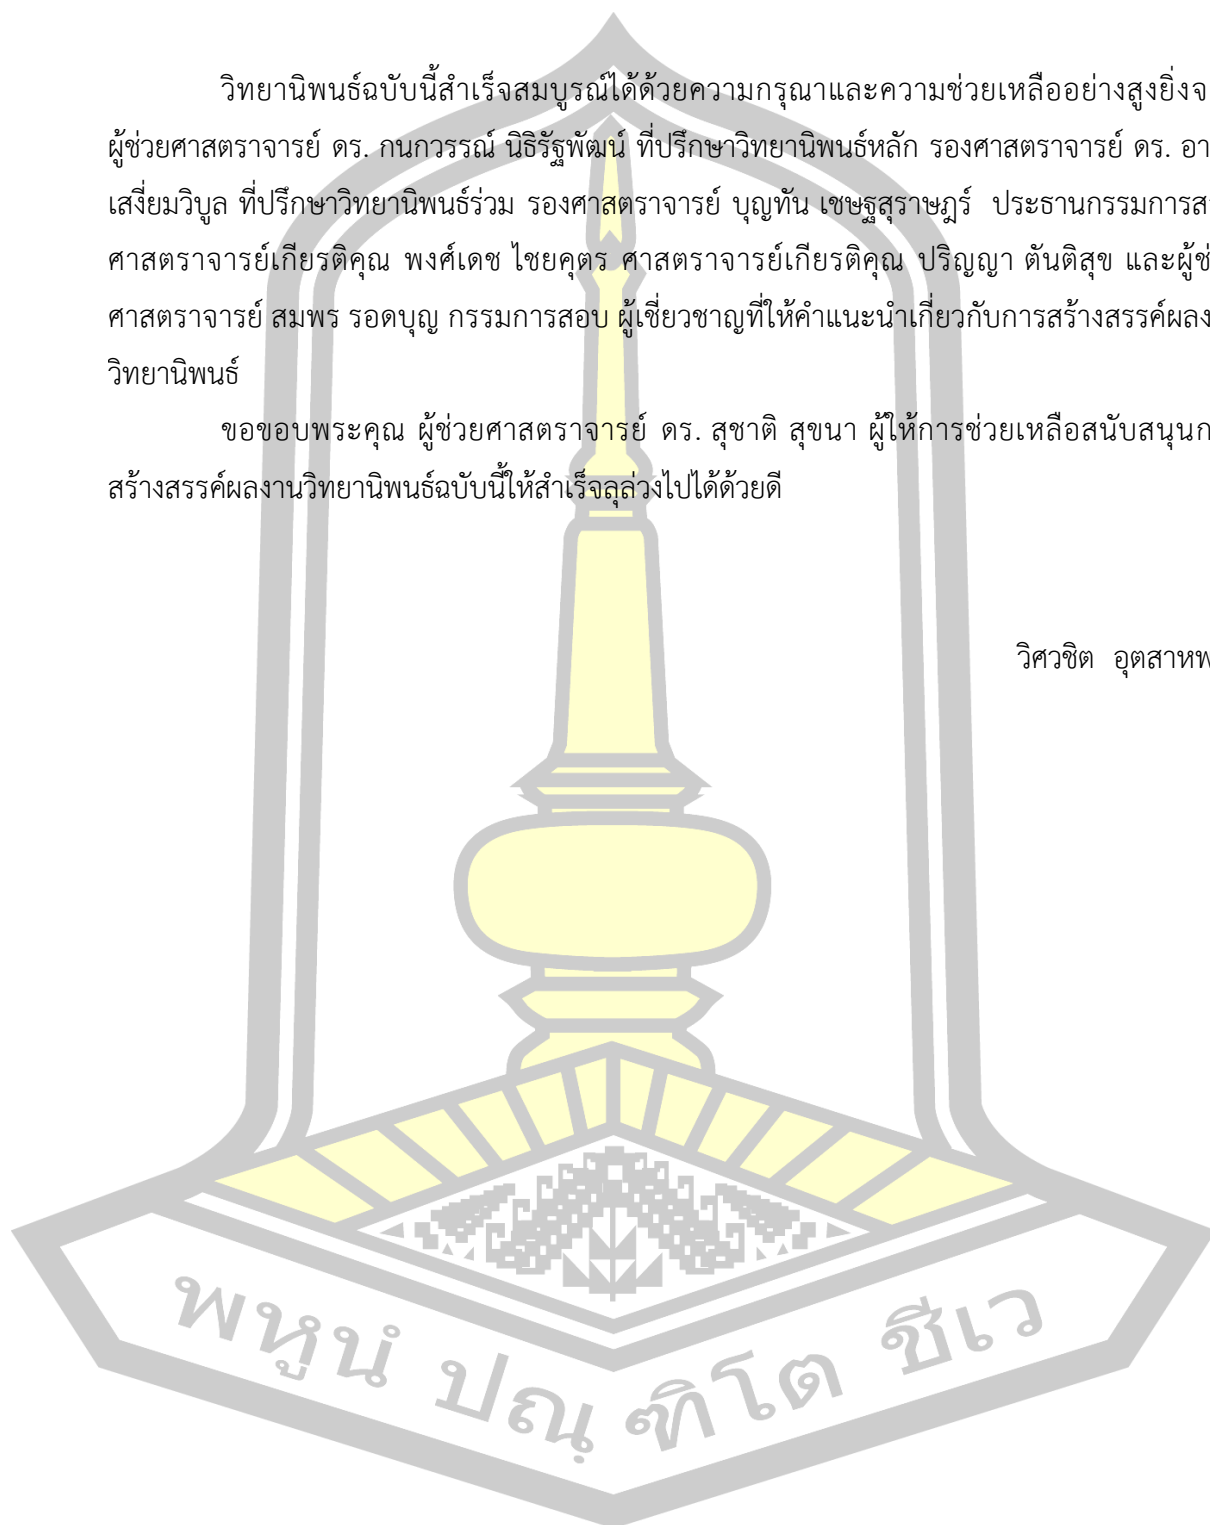 วิทยานิพนธ์ฉบับนี้สำเร็จสมบูรณ์ได้ด้วยความกรุณาและความช่วยเหลืออย่างสูงยิ่งจ
ผู้ช่วยศาสตราจารย์ ดร. กนกวรรณ์ นิธิรัฐพัฒน์ ที่ปรึกษาวิทยานิพนธ์หลัก รองศาสตราจารย์ ดร. อา
เสงี่ยมวิบูล ที่ปรึกษาวิทยานิพนธ์ร่วม รองศาสตราจารย์ บุญทัน เชษฐสุราษฎร์ ประธานกรรมการส
ศาสตราจารย์เกียรติคุณ พงศ์เดช ไชยคุตร ศาสตราจารย์เกียรติคุณ ปริญญา ตันติสุข และผู้ช่
ศาสตราจารย์ สมพร รอดบุญ กรรมการสอบ ผู้เชี่ยวชาญที่ให้คำแนะนำเกี่ยวกับการสร้างสรรค์ผลง
วิทยานิพนธ์
ขอขอบพระคุณ ผู้ช่วยศาสตราจารย์ ดร. สุชาติ สุขนา ผู้ให้การช่วยเหลือสนับสนุนก
สร้างสรรค์ผลงานวิทยานิพนธ์ฉบับนี้ให้สำเร็จลุล่วงไปได้ด้วยดี
วิศวชิต อุตสาหพ
พหูนํ ปณฺฑิโต ชีเว